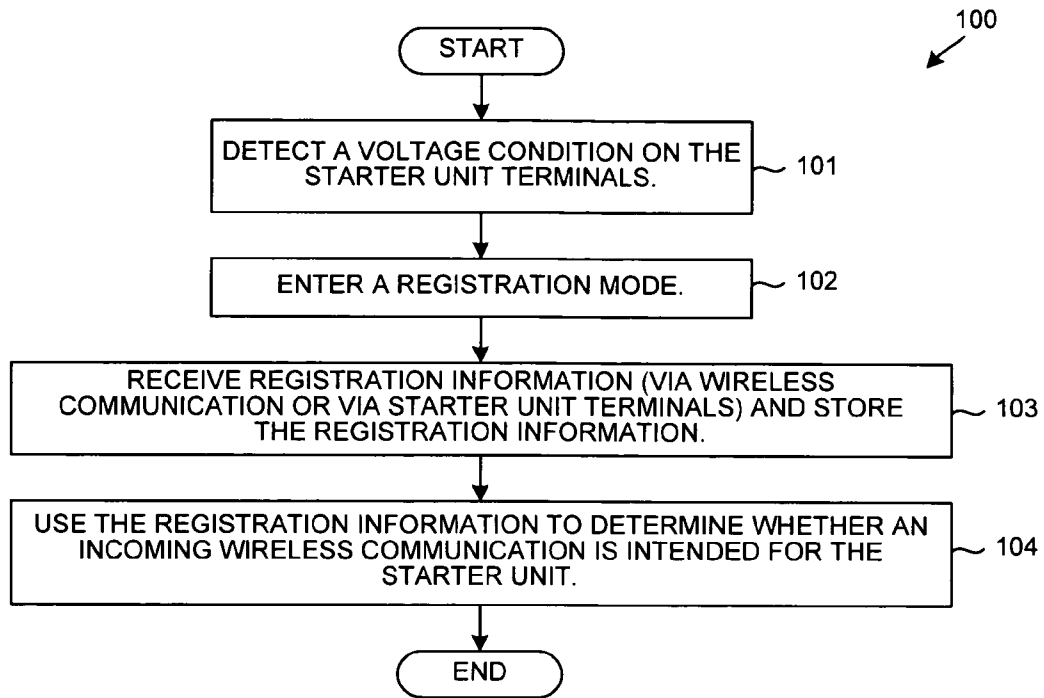 100
START
DETECT A VOLTAGE CONDITION ON THE
STARTER UNIT TERMINALS.
101
ENTER A REGISTRATION MODE.
102
RECEIVE REGISTRATION INFORMATION (VIA WIRELESS
COMMUNICATION OR VIA STARTER UNIT TERMINALS) AND STORE
THE REGISTRATION INFORMATION.
103
USE THE REGISTRATION INFORMATION TO DETERMINE WHETHER AN
INCOMING WIRELESS COMMUNICATION IS INTENDED FOR THE
STARTER UNIT.
104
END